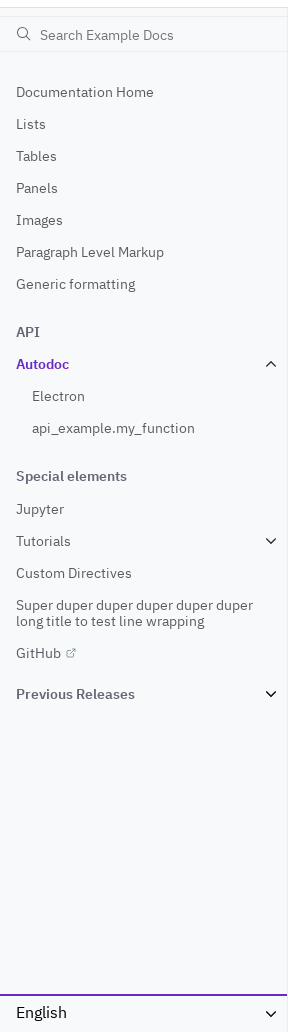 Search Example Docs
Documentation Home
Lists
Tables
Panels
Images
Paragraph Level Markup
Generic formatting
API
Autodoc
Electron
api_example.my_function
Special elements
Jupyter
Tutorials
Custom Directives
Super duper duper duper duper duper
long title to test line wrapping
GitHub
Previous Releases
English